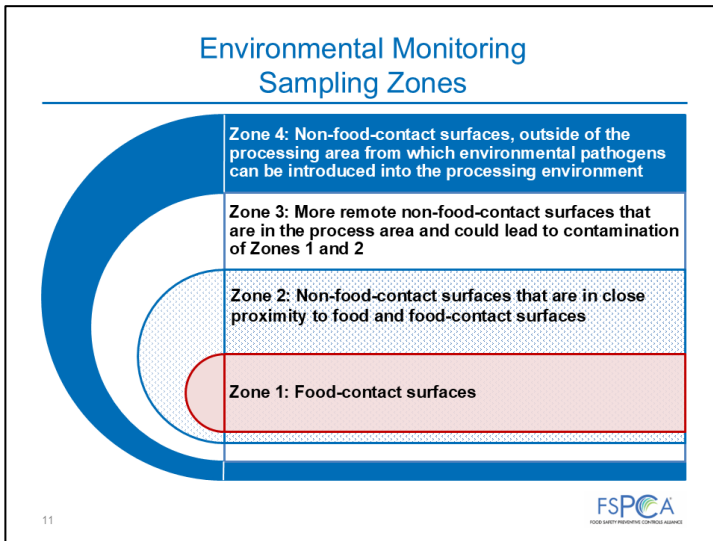 Environmental Monitoring
Sampling Zones
Zone 4: Non-food-contact surfaces, outside of the
processing area from which environmental pathogens
can be introduced into the processing environment
Zone 3: More remote non-food-contact surfaces that
are in the process area and could lead to contamination
of Zones 1 and 2
Zone 2: Non-food-contact surfaces that are in close
proximity to food and food-contact surfaces
Zone 1: Food-contact surfaces
11
FSPCA
FOOD SAFETY PREVENTIVE CONTROLS ALLIANCE